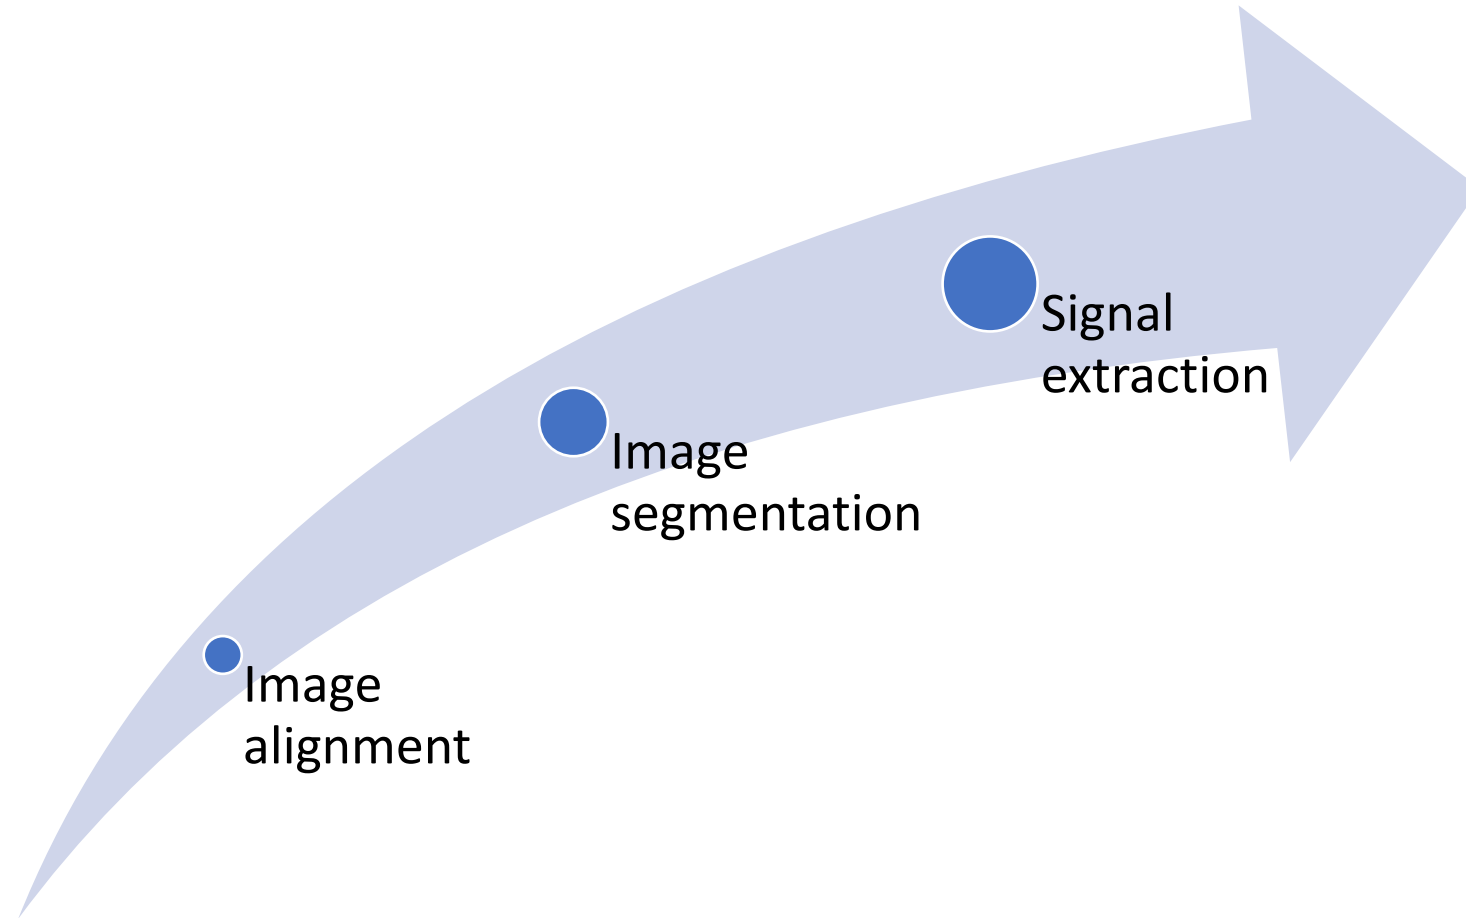 Signal
extraction
Image
segmentation
Image
alignment